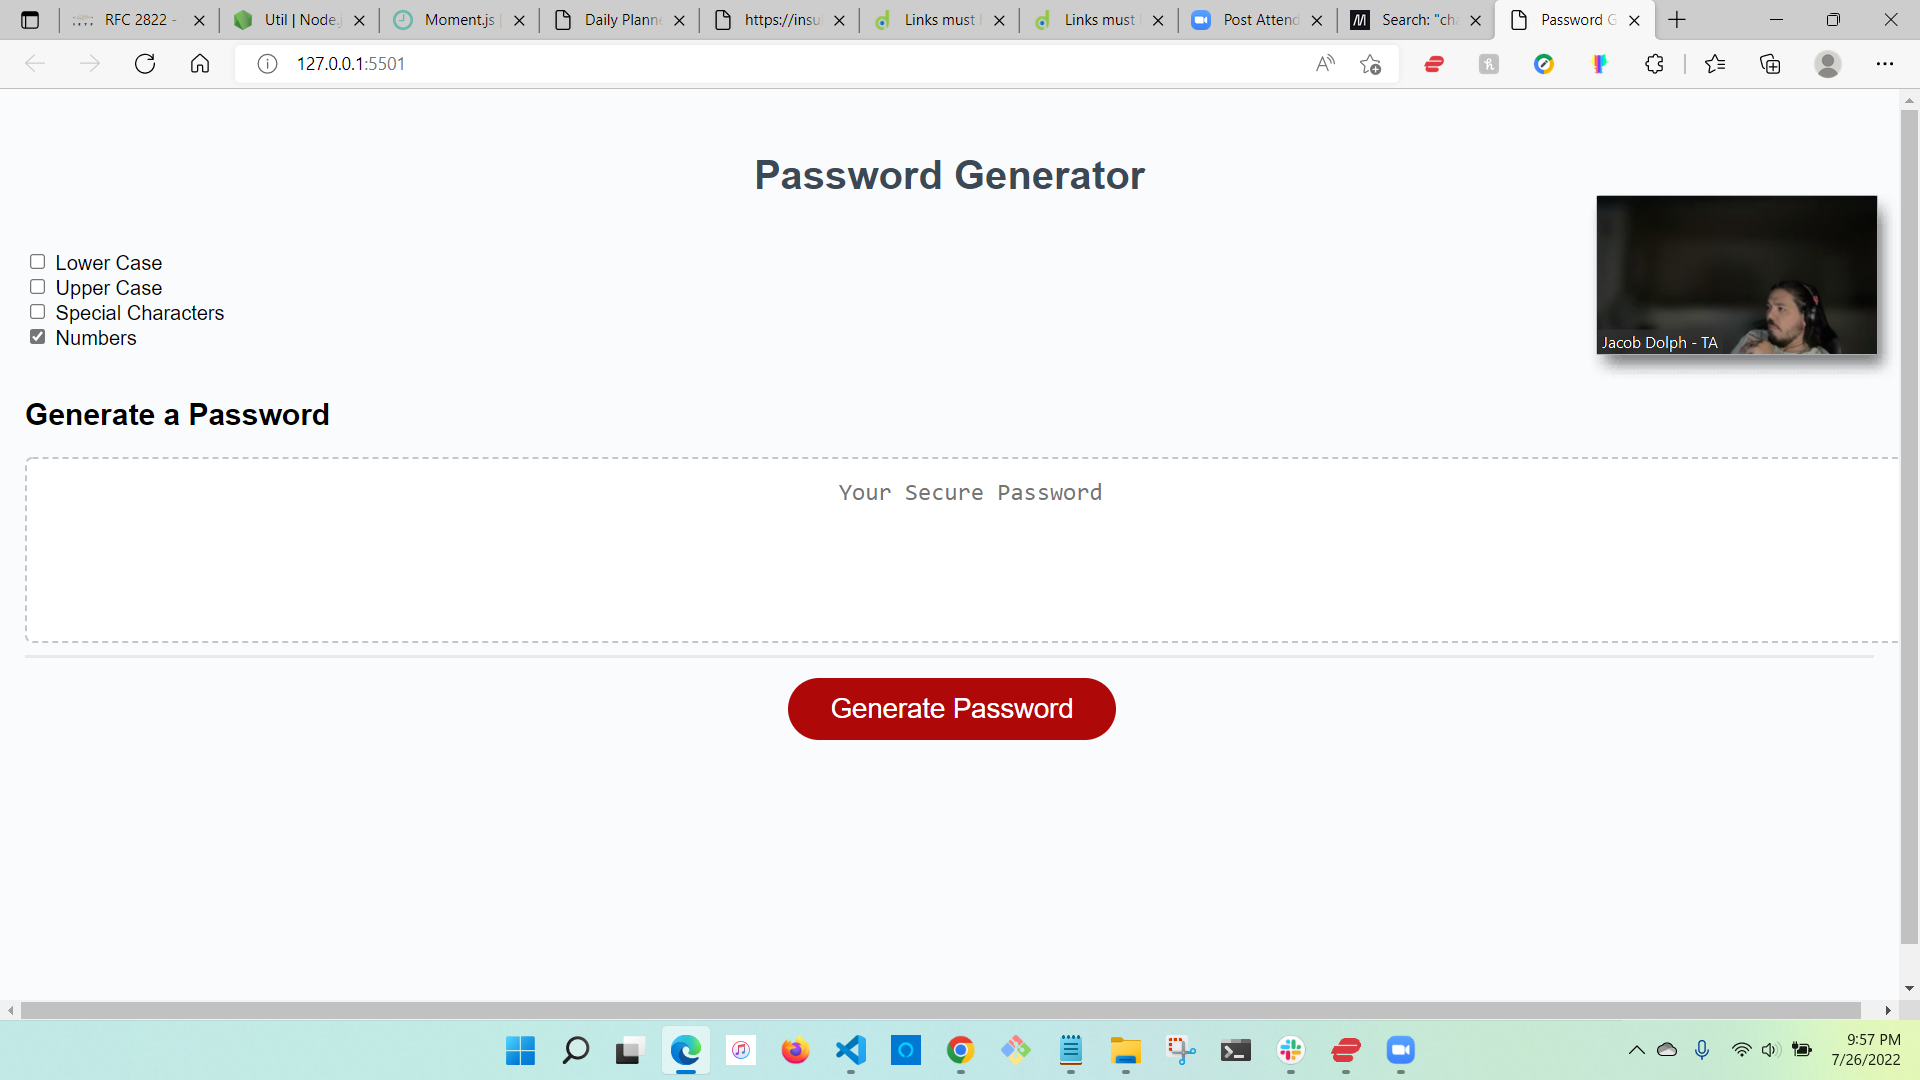 RFC 2822 -
Util | Node.j
Moment.js |
Daily Planne
https://insu
Links must
Links must
Post Attend
Search: "cha
Password G
127.0.0.1:5501
Password Generator
Lower Case
Upper Case
Special Characters
Numbers
Jacob Dolph - TA
Generate a Password
Your Secure Password
Generate Password
9:57 PM
7/26/2022